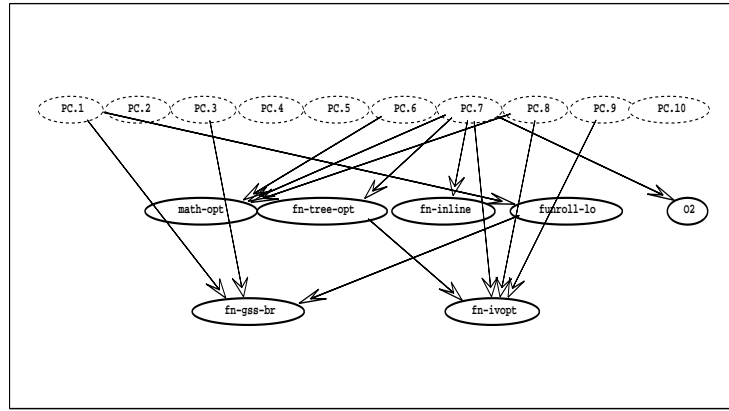 PC.1 PC.2 PC.3 PC.4 PC.5 PC.6 PC.7 PC.8 PC.9 PC.10
math-opt fn-tree-opt fn-inline funroll-lo O2
fn-gss-br fn-ivopt